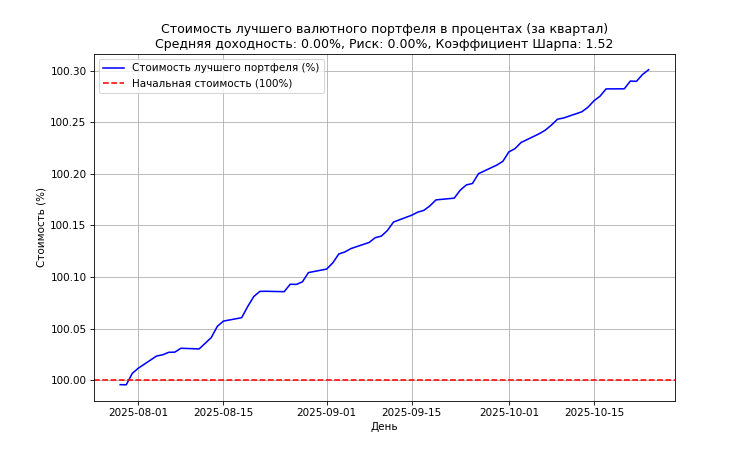 Стоимость лучшего валютного портфеля в процентах (за квартал)
Средняя доходность: 0.00%, Риск: 0.00%, Коэффициент Шарпа: 1.52
Стоимость лучшего портфеля (%)
Начальная стоимость (100%)
Стоимость (%)
100.30
100.25
100.20
100.15
100.10
100.05
100.00
2025-08-01 2025-08-15 2025-09-01 2025-09-15 2025-10-01 2025-10-15
День